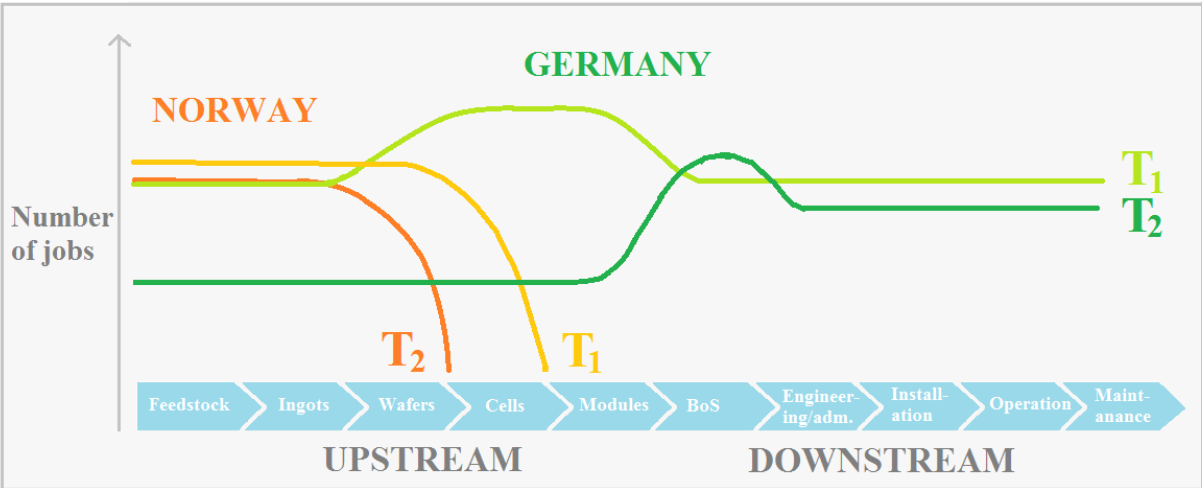 GERMANY
NORWAY
T1
T2
Number
of jobs
T2
T1
Feedstock
Ingots
Wafers
Cells
Modules
BoS
Engineer-
ing/adm.
Install-
ation
Operation
Maint-
anance
UPSTREAM
DOWNSTREAM